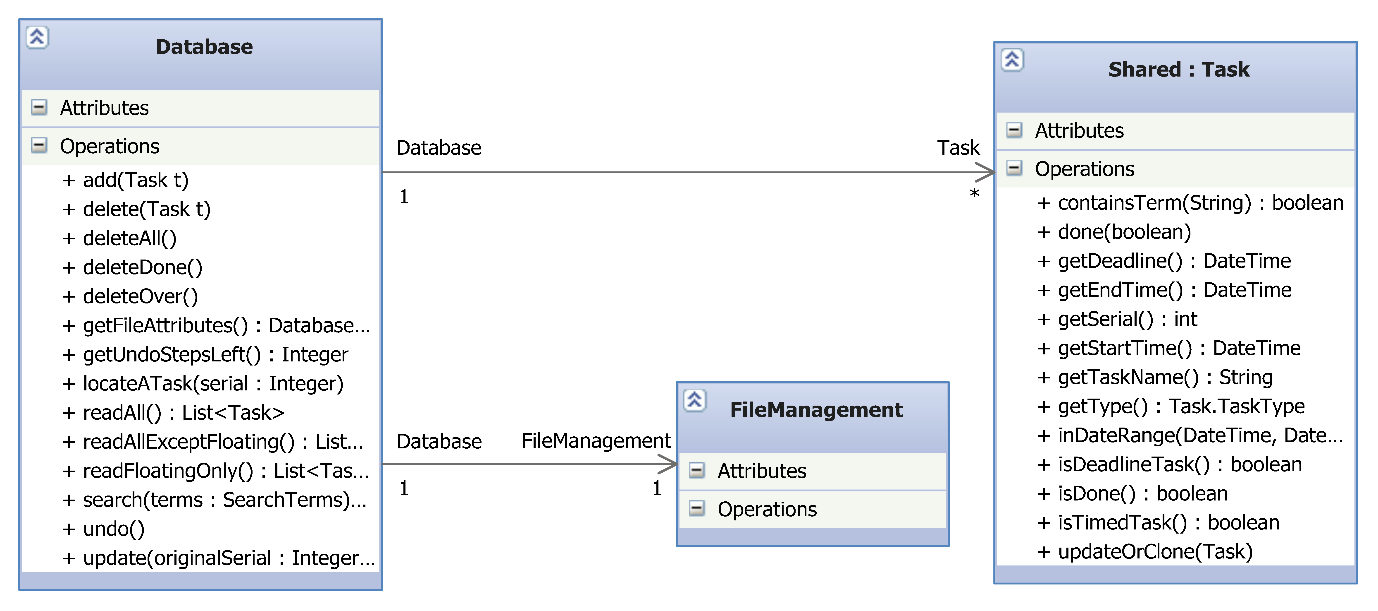 Database
Attributes
Operations
+ add(Task t)
+ delete(Task t)
+ deleteAll()
+ deleteDone()
+ deleteOver()
+ getFileAttributes() : Database...
+ getUndoStepsLeft() : Integer
+ locateATask(serial : Integer)
+ readAll() : List<Task>
+ readAllExceptFloating() : List...
+ readFloatingOnly() : List<Tas...
+ search(terms : SearchTerms)...
+ undo()
+ update(originalSerial : Integer...
Database
Task
1
*
Database
FileManagement
1
1
FileManagement
Attributes
Operations
Shared : Task
Attributes
Operations
+ containsTerm(String) : boolean
+ done(boolean)
+ getDeadline() : DateTime
+ getEndTime() : DateTime
+ getSerial() : int
+ getStartTime() : DateTime
+ getTaskName() : String
+ getType() : Task.TaskType
+ inDateRange(DateTime, Date...
+ isDeadlineTask() : boolean
+ isDone() : boolean
+ isTimedTask() : boolean
+ updateOrClone(Task)